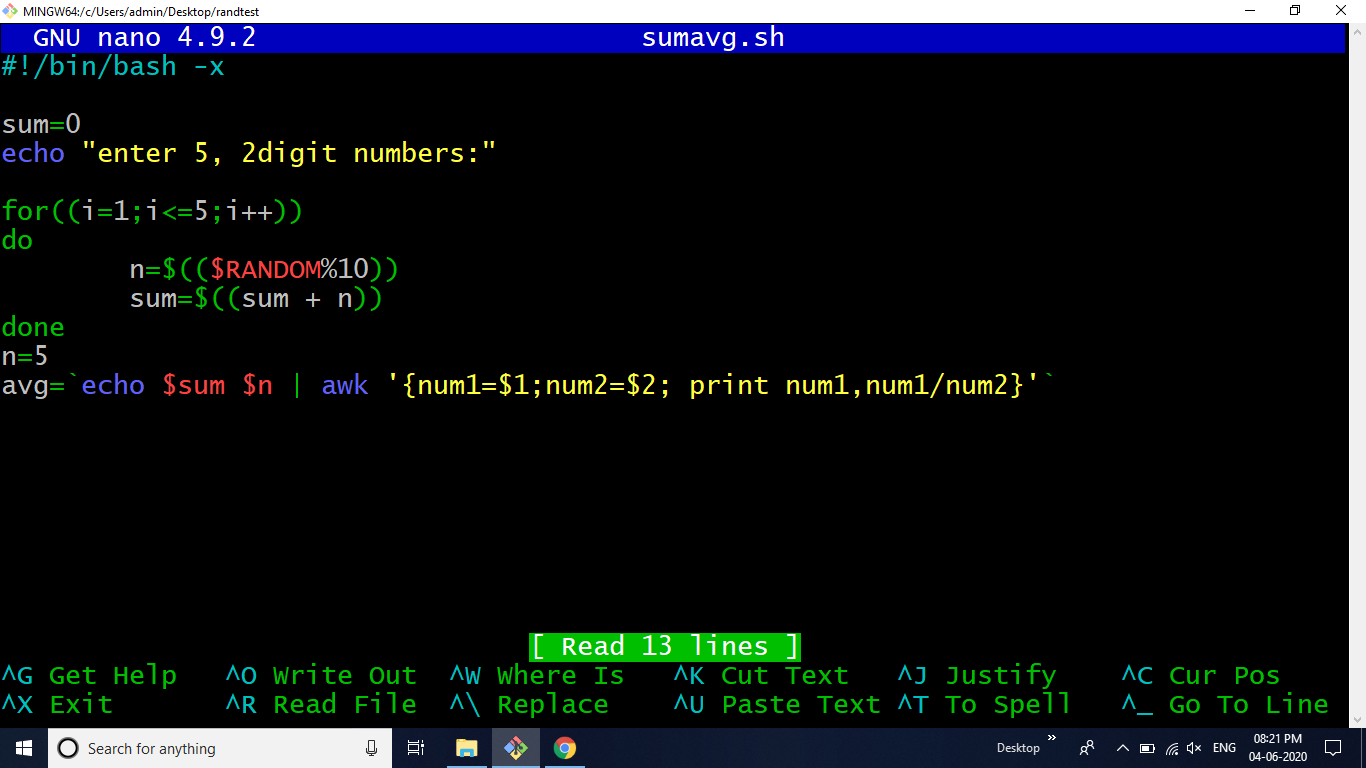 MINGW64:/c/Users/admin/Desktop/randtest
GNU nano 4.9.2 sumavg.sh
#!/bin/bash -x
sum=0
echo "enter 5, 2digit numbers:"
for((i=1;i<=5;i++))
do
n=$(($RANDOM%10))
sum=$((sum + n))
done
n=5
avg=`echo $sum $n | awk '{num1=$1;num2=$2; print num1,num1/num2}'`
[ Read 13 lines ]
^G Get Help ^O Write Out ^W Where Is ^K Cut Text ^J Justify ^C Cur Pos
^X Exit ^R Read File ^\ Replace ^U Paste Text ^T To Spell ^_ Go To Line
Search for anything Desktop » ENG 08:21 PM
04-06-2020